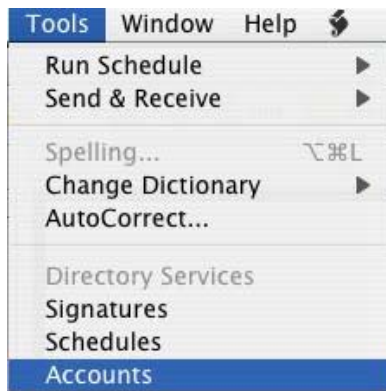 Tools Window Help
Run Schedule
Send & Receive
Spelling... ⌥⌘L
Change Dictionary
AutoCorrect...
Directory Services
Signatures
Schedules
Accounts